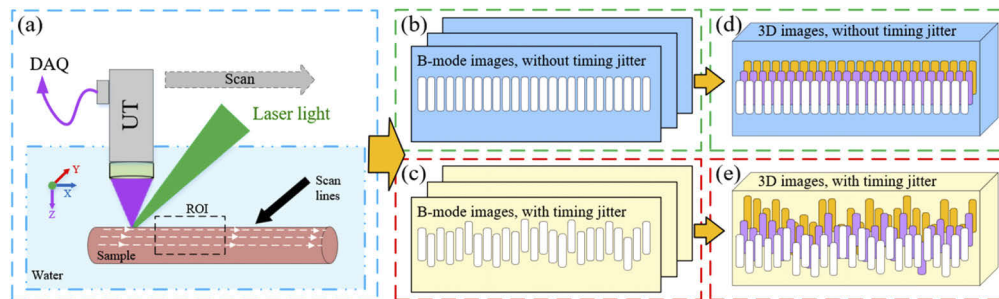 (a)
DAQ
UT
Scan
Laser light
Y
X
Z
Scan
lines
ROI
Sample
Water
(b)
B-mode images, without timing jitter
(c)
B-mode images, with timing jitter
(d)
3D images, without timing jitter
(e)
3D images, with timing jitter